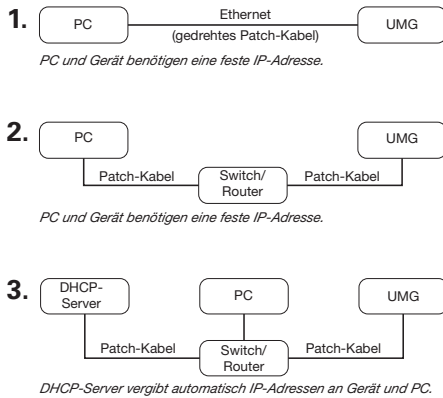 1.
PC
Ethernet
(gedrehtes Patch-Kabel)
UMG
PC und Gerät benötigen eine feste IP-Adresse.
2.
PC
UMG
Patch-Kabel
Switch/
Router
Patch-Kabel
PC und Gerät benötigen eine feste IP-Adresse.
3.
DHCP-
Server
PC
UMG
Patch-Kabel
Switch/
Router
Patch-Kabel
DHCP-Server vergibt automatisch IP-Adressen an Gerät und PC.